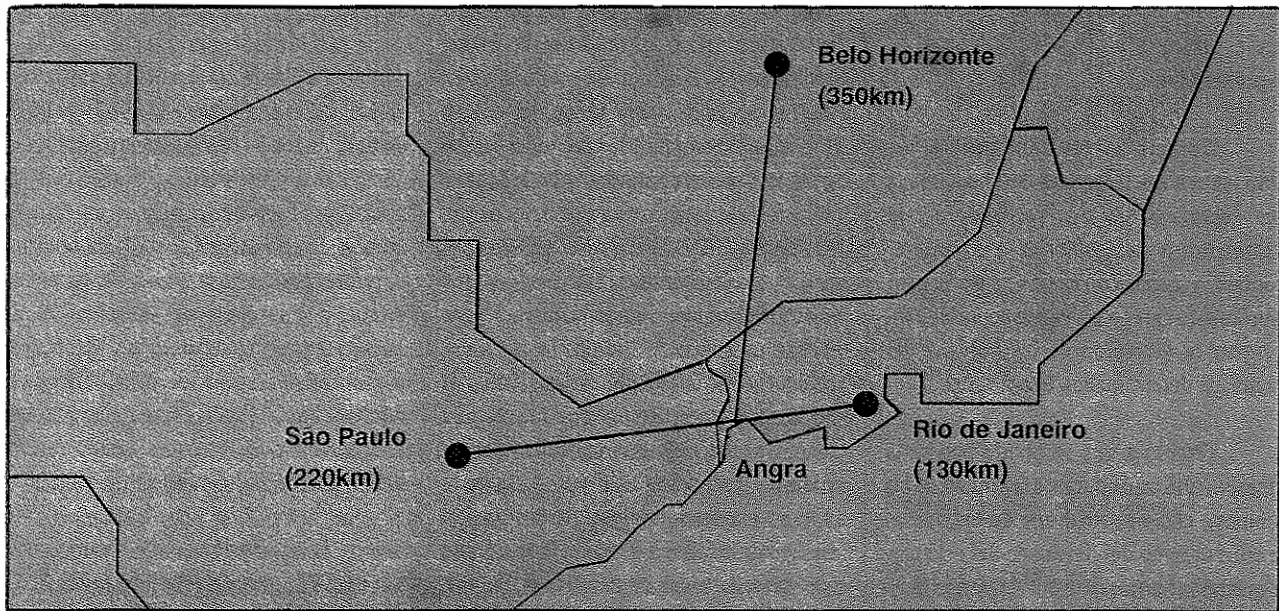 Belo Horizonte
(350km)
São Paulo
(220km)
Rio de Janeiro
(130km)
Angra